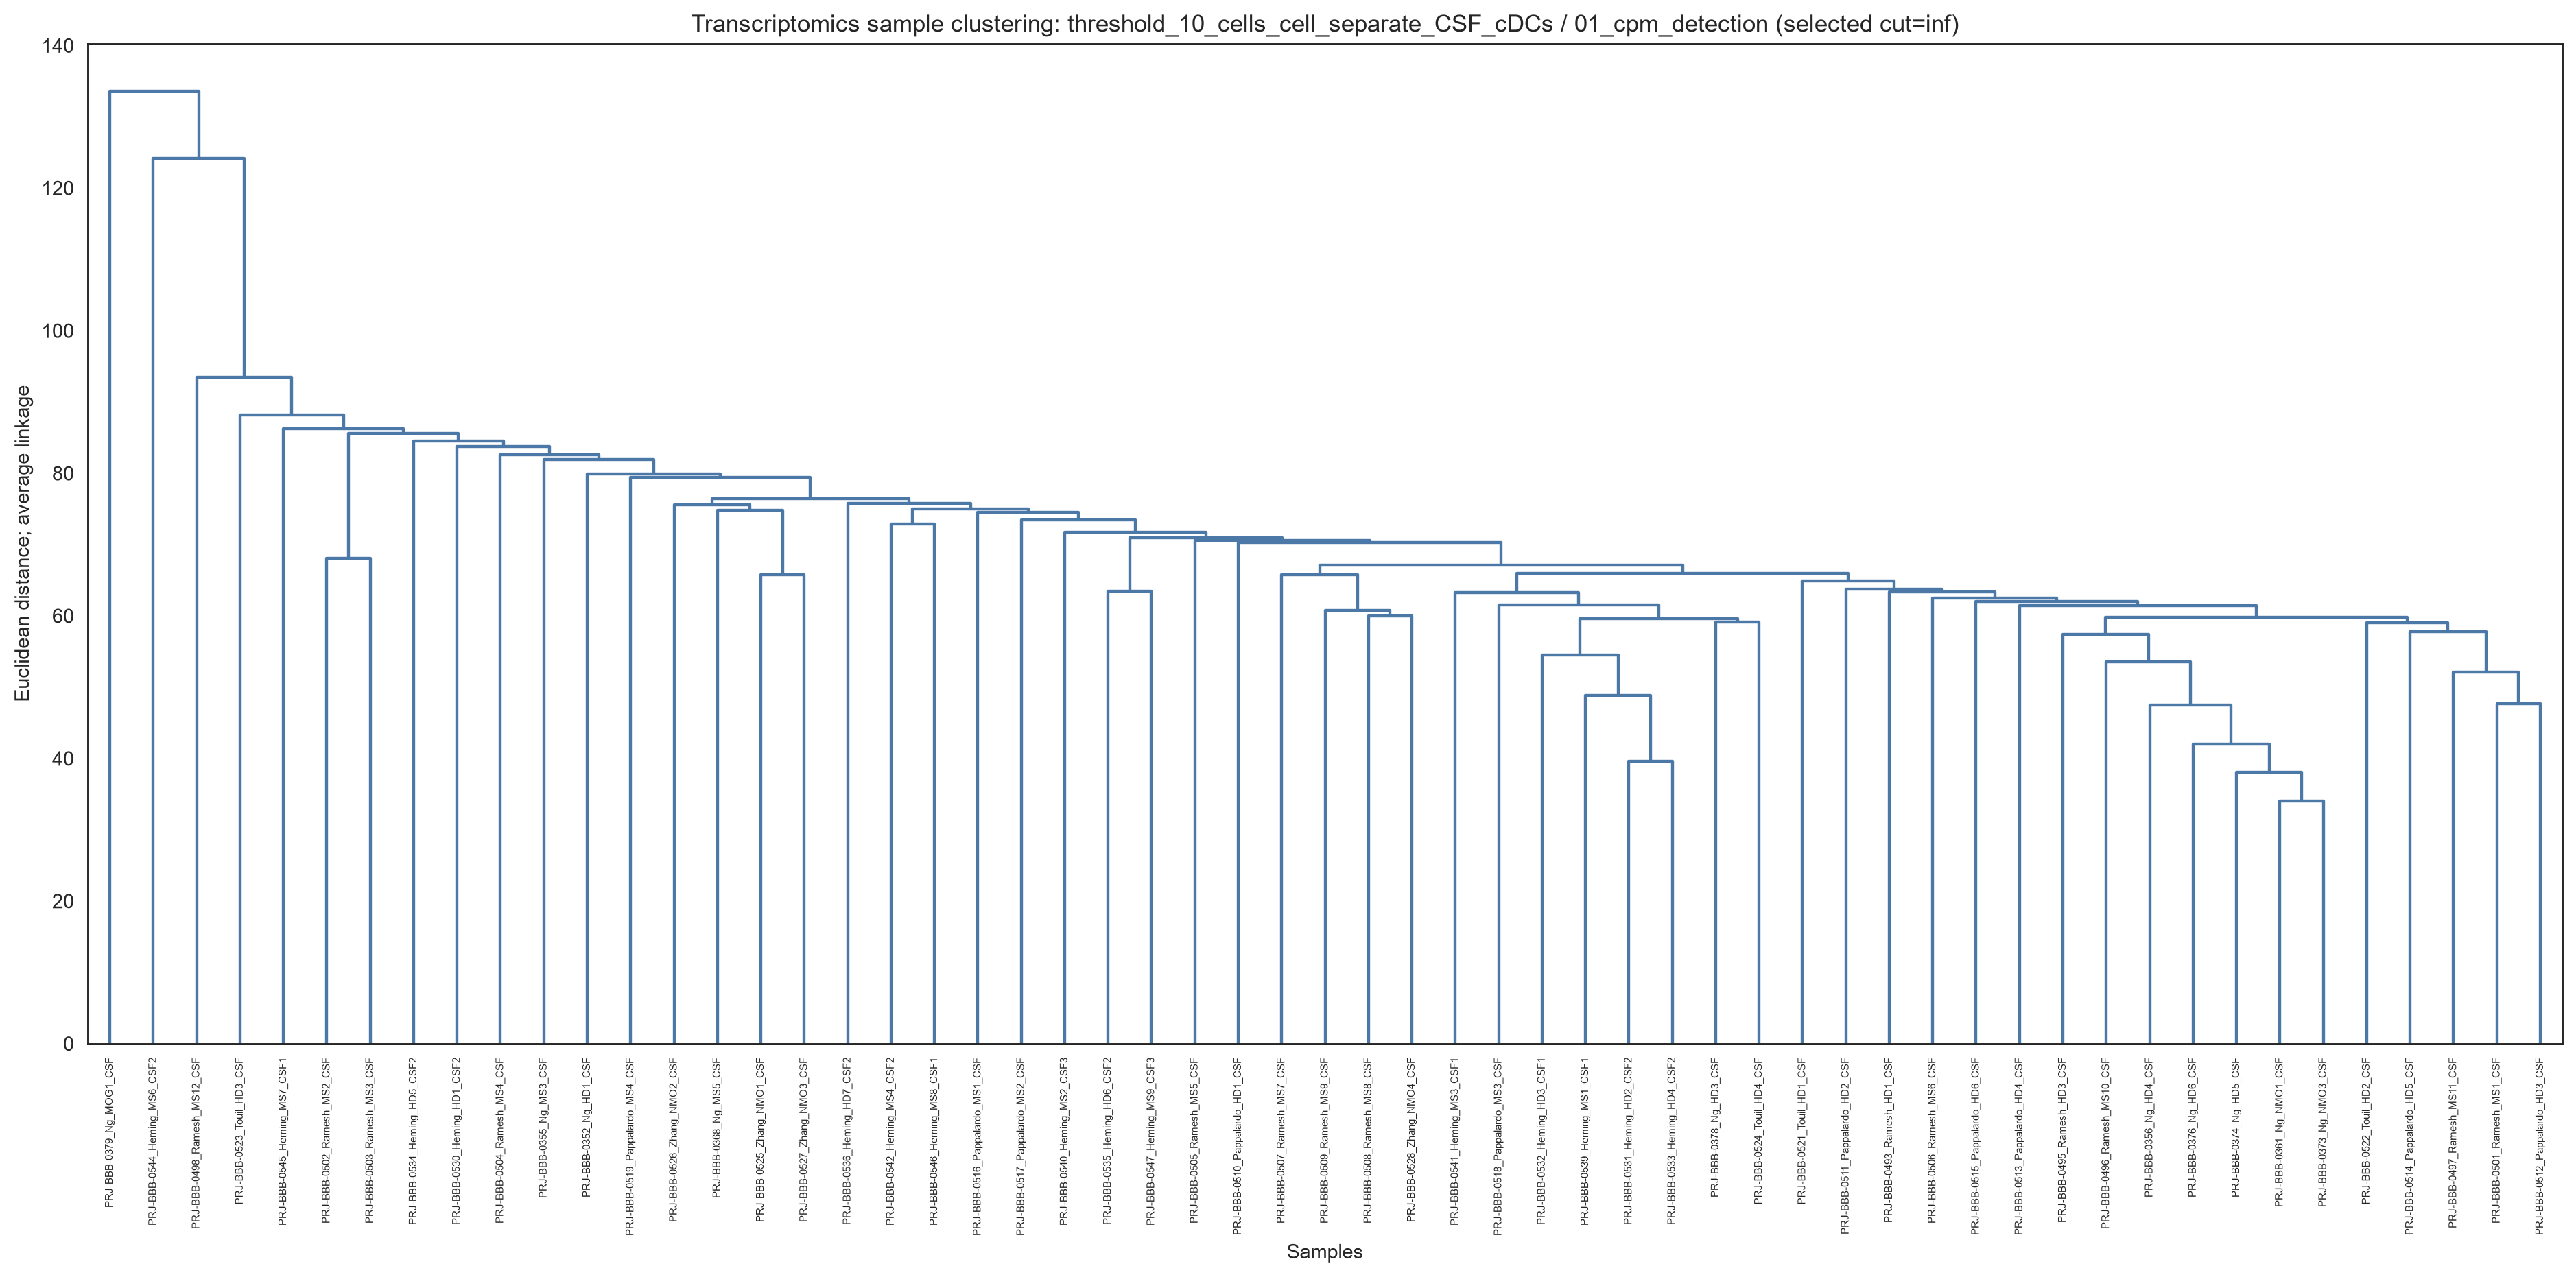 Transcriptomics sample clustering: threshold_10_cells_cell_separate_CSF_cDCs / 01_cpm_detection (selected cut=inf)
Euclidean distance; average linkage
140
120
100
80
60
40
20
0
PRJ-BBB-0379_Ng_MOG1_CSF
PRJ-BBB-0544_Heming_MS6_CSF2
PRJ-BBB-0498_Ramesh_MS12_CSF
PRJ-BBB-0523_Touil_HD3_CSF
PRJ-BBB-0545_Heming_MS7_CSF1
PRJ-BBB-0502_Ramesh_MS2_CSF
PRJ-BBB-0503_Ramesh_MS3_CSF
PRJ-BBB-0534_Heming_HD5_CSF2
PRJ-BBB-0530_Heming_HD1_CSF2
PRJ-BBB-0504_Ramesh_MS4_CSF
PRJ-BBB-0355_Ng_MS3_CSF
PRJ-BBB-0352_Ng_HD1_CSF
PRJ-BBB-0519_Pappalardo_MS4_CSF
PRJ-BBB-0526_Zhang_NMO2_CSF
PRJ-BBB-0368_Ng_MS5_CSF
PRJ-BBB-0525_Zhang_NMO1_CSF
PRJ-BBB-0527_Zhang_NMO3_CSF
PRJ-BBB-0536_Heming_HD7_CSF2
PRJ-BBB-0542_Heming_MS4_CSF2
PRJ-BBB-0546_Heming_MS8_CSF1
PRJ-BBB-0516_Pappalardo_MS1_CSF
PRJ-BBB-0517_Pappalardo_MS2_CSF
PRJ-BBB-0540_Heming_MS2_CSF3
PRJ-BBB-0535_Heming_HD6_CSF2
PRJ-BBB-0547_Heming_MS9_CSF3
PRJ-BBB-0505_Ramesh_MS5_CSF
PRJ-BBB-0510_Pappalardo_HD1_CSF
PRJ-BBB-0507_Ramesh_MS7_CSF
PRJ-BBB-0509_Ramesh_MS9_CSF
PRJ-BBB-0508_Ramesh_MS8_CSF
PRJ-BBB-0528_Zhang_NMO4_CSF
PRJ-BBB-0541_Heming_MS3_CSF1
PRJ-BBB-0518_Pappalardo_MS3_CSF
PRJ-BBB-0532_Heming_HD3_CSF1
PRJ-BBB-0539_Heming_MS1_CSF1
PRJ-BBB-0531_Heming_HD2_CSF2
PRJ-BBB-0533_Heming_HD4_CSF2
PRJ-BBB-0378_Ng_HD3_CSF
PRJ-BBB-0524_Touil_HD4_CSF
PRJ-BBB-0521_Touil_HD1_CSF
PRJ-BBB-0511_Pappalardo_HD2_CSF
PRJ-BBB-0493_Ramesh_HD1_CSF
PRJ-BBB-0506_Ramesh_MS6_CSF
PRJ-BBB-0515_Pappalardo_HD6_CSF
PRJ-BBB-0513_Pappalardo_HD4_CSF
PRJ-BBB-0495_Ramesh_HD3_CSF
PRJ-BBB-0496_Ramesh_MS10_CSF
PRJ-BBB-0356_Ng_HD4_CSF
PRJ-BBB-0376_Ng_HD6_CSF
PRJ-BBB-0374_Ng_HD5_CSF
PRJ-BBB-0361_Ng_NMO1_CSF
PRJ-BBB-0373_Ng_NMO3_CSF
PRJ-BBB-0522_Touil_HD2_CSF
PRJ-BBB-0514_Pappalardo_HD5_CSF
PRJ-BBB-0497_Ramesh_MS11_CSF
PRJ-BBB-0501_Ramesh_MS1_CSF
PRJ-BBB-0512_Pappalardo_HD3_CSF
Samples